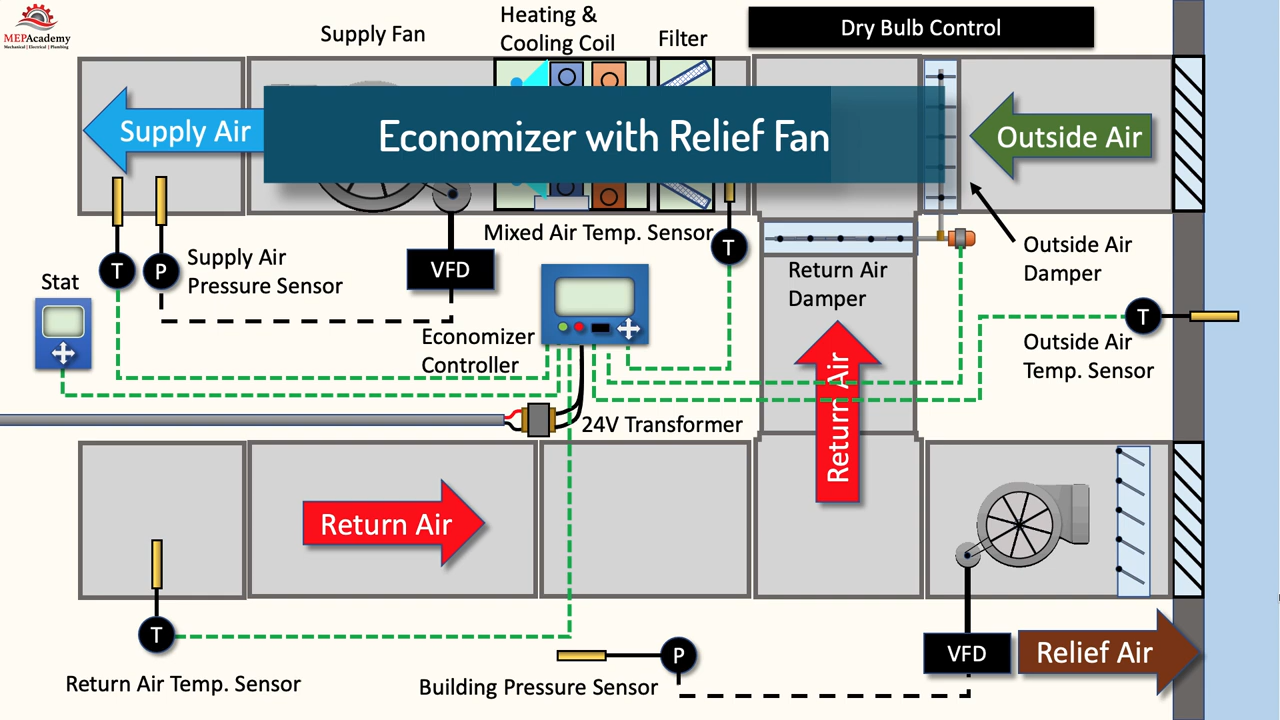 MEPAcademy
Mechanical | Electrical | Plumbing
Supply Fan
Heating &
Cooling Coil
Filter
Dry Bulb Control
Supply Air
Economizer with Relief Fan
Outside Air
Mixed Air Temp. Sensor
T
Outside Air
Damper
Supply Air
Pressure Sensor
T
P
VFD
Return Air
Damper
Stat
Economizer
Controller
T
Outside Air
Temp. Sensor
24V Transformer
Return Air
Return Air
T
Return Air Temp. Sensor
Building Pressure Sensor
P
VFD
Relief Air